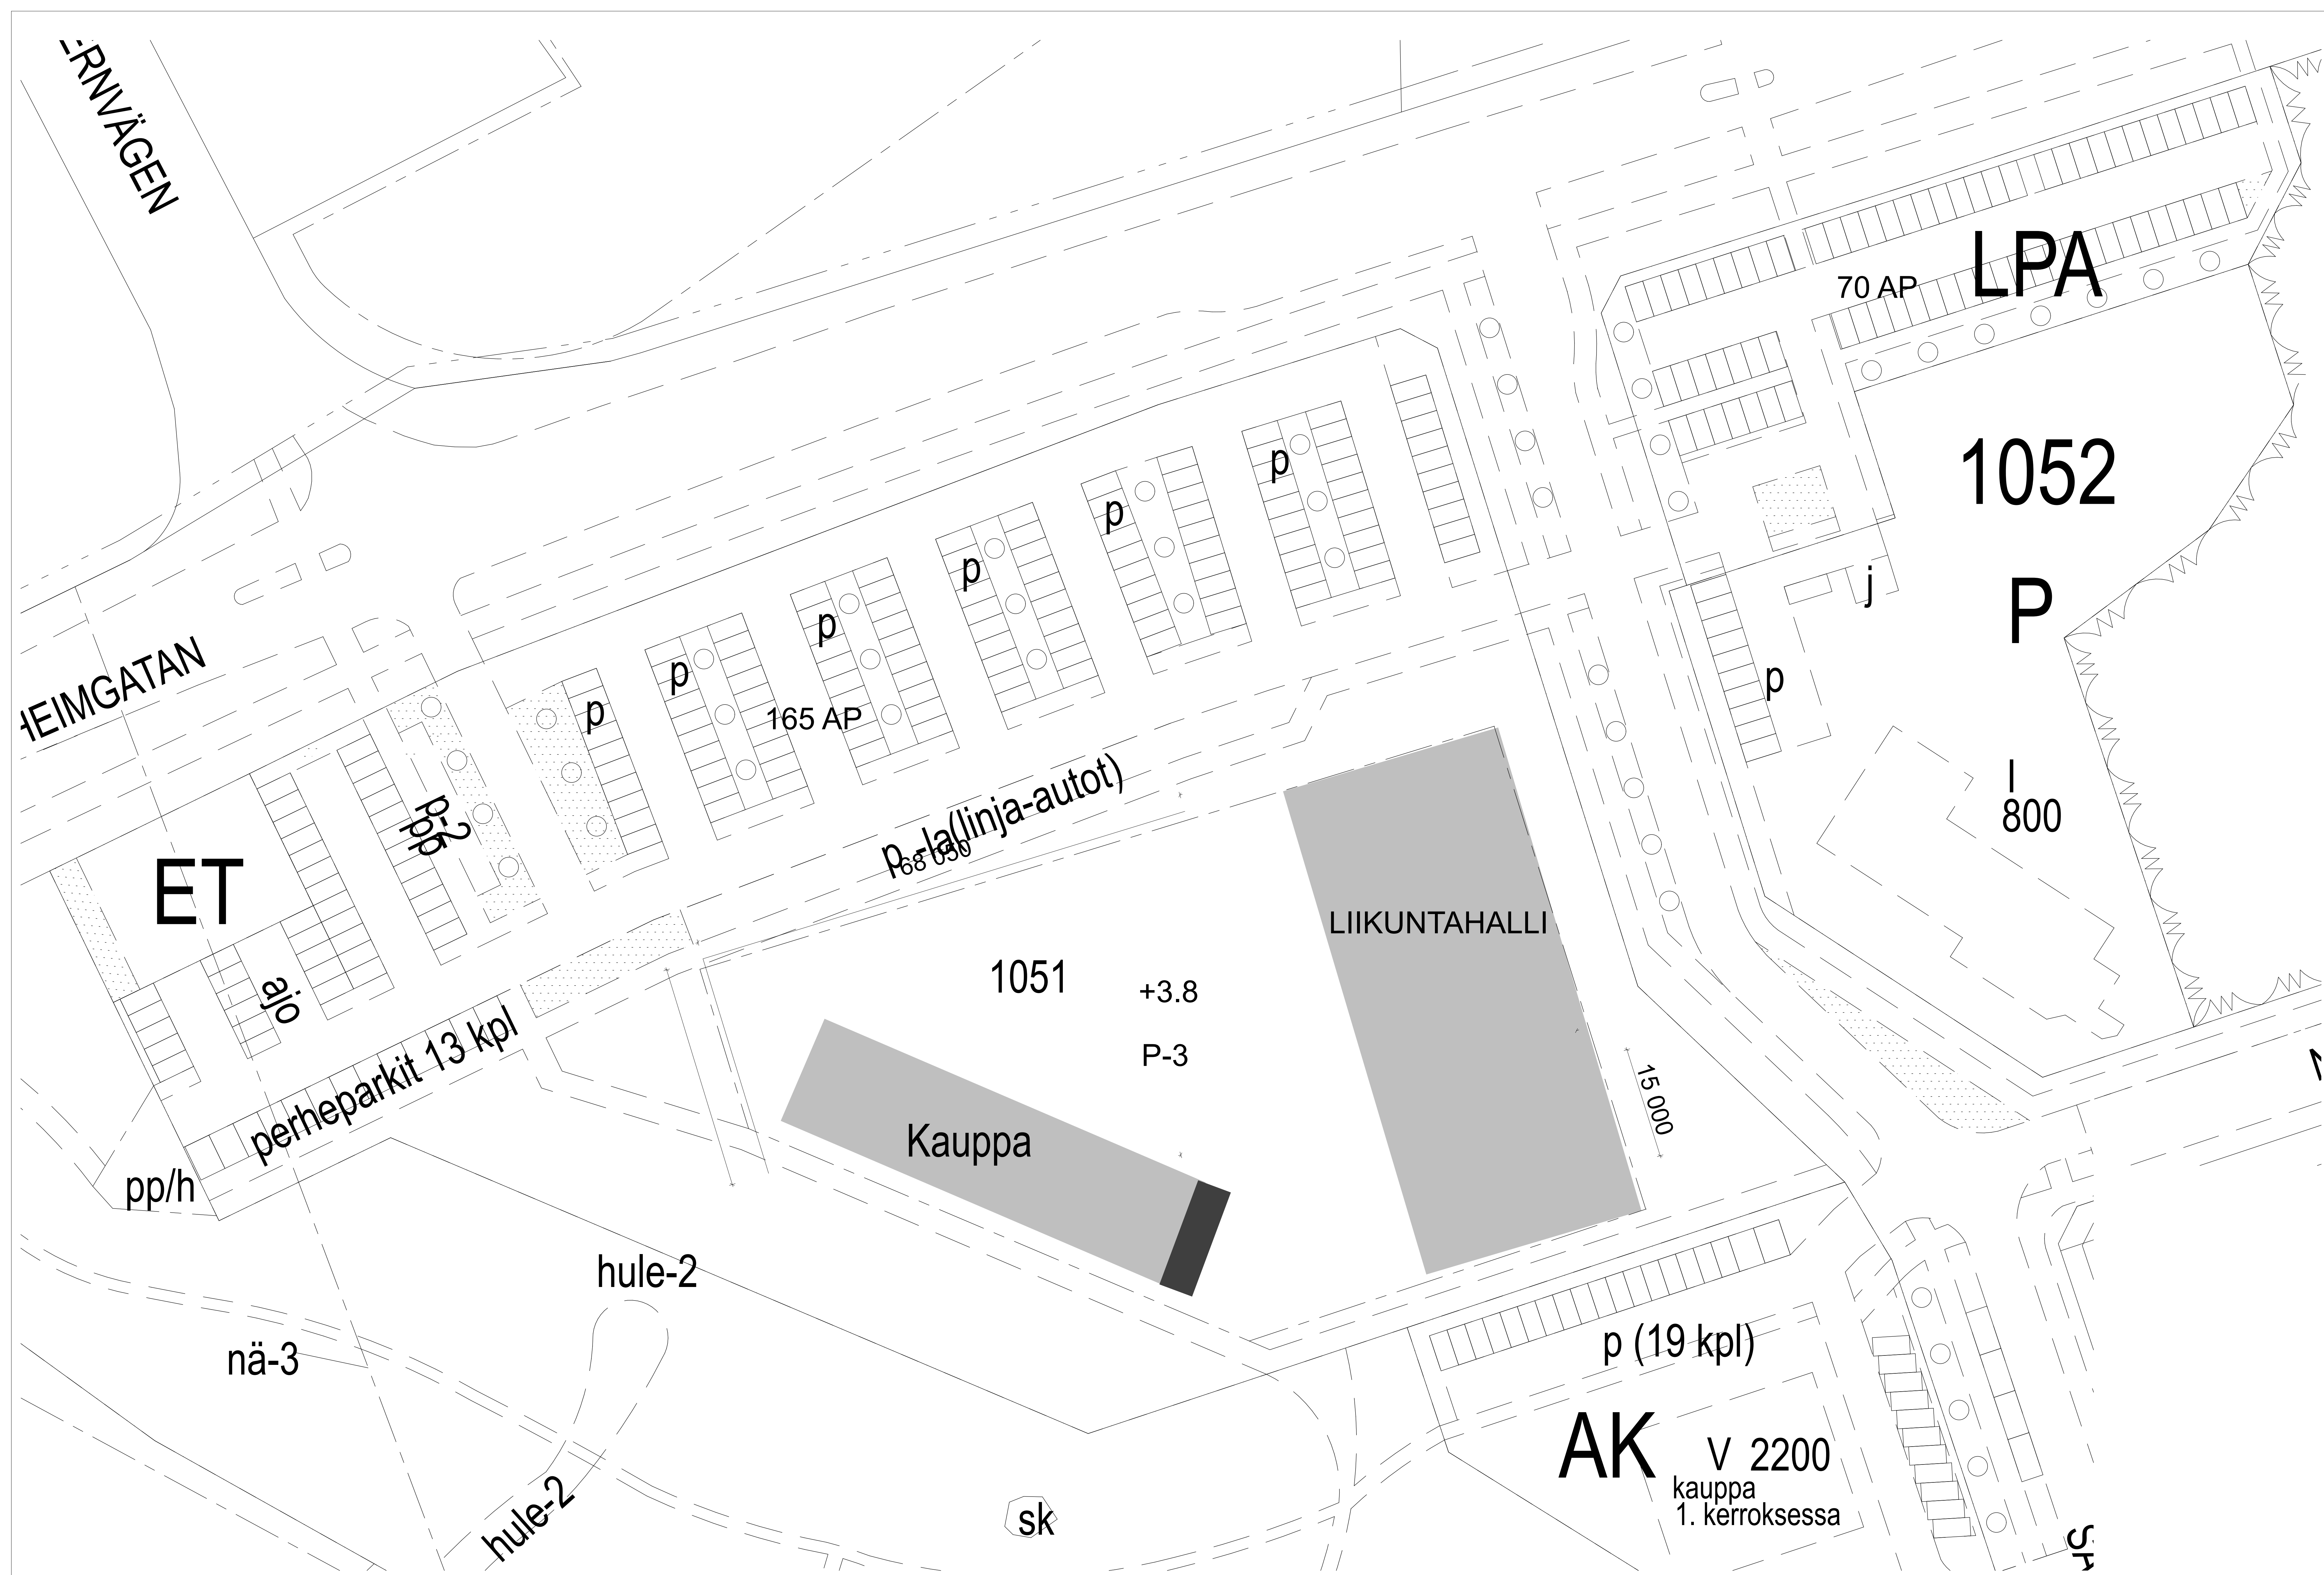 ERNVÄGEN
LPA
70 AP
1052
p
p
p
p
p
p
p
j
P
HEIMGATAN
p
165 AP
I
800
p -la(linja-autot)
68 050
p-2
pp
ET
LIIKUNTAHALLI
1051
+3.8
P-3
ajo
perheparkit 13 kpl
15 000
Kauppa
pp/h
hule-2
nä-3
p (19 kpl)
AK
V 2200
kauppa
1. kerroksessa
hule-2
sk